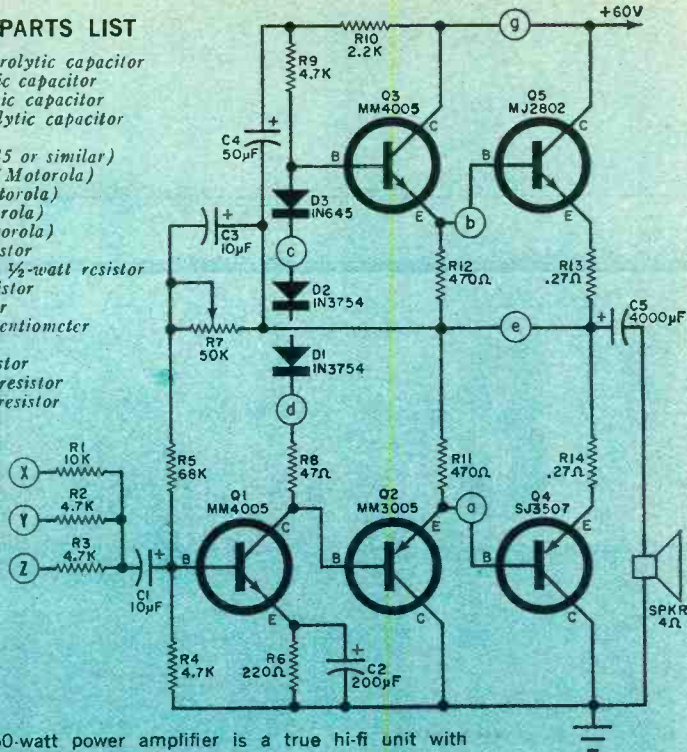 PARTS LIST
rolytic capacitor
ic capacitor
ic capacitor
lytic capacitor
5 or similar)
Motorola)
torola)
rola)
orola)
stor
½-watt resistor
istor
r
entiometer
stor
resistor
resistor
+60V
g
R10
2.2K
R9
4.7K
Q3
MM4005
Q5
MJ2802
C
C
C4
50µF
+
B
B
E
E
b
D3
IN645
C3
10µF
+
c
D2
IN3754
R12
470Ω
R13
.27Ω
C5
4000µF
+
e
R7
50K
D1
IN3754
d
R5
68K
R8
47Ω
R11
470Ω
R14
.27Ω
X
R1
10K
Y
R2
4.7K
Z
R3
4.7K
Q1
MM4005
Q2
MM3005
a
Q4
SJ3507
C
E
E
B
B
B
+
C1
10µF
E
C
C
SPKR
4Ω
R4
4.7K
R6
220Ω
+
C2
200µF
0-watt power amplifier is a true hi-fi unit with